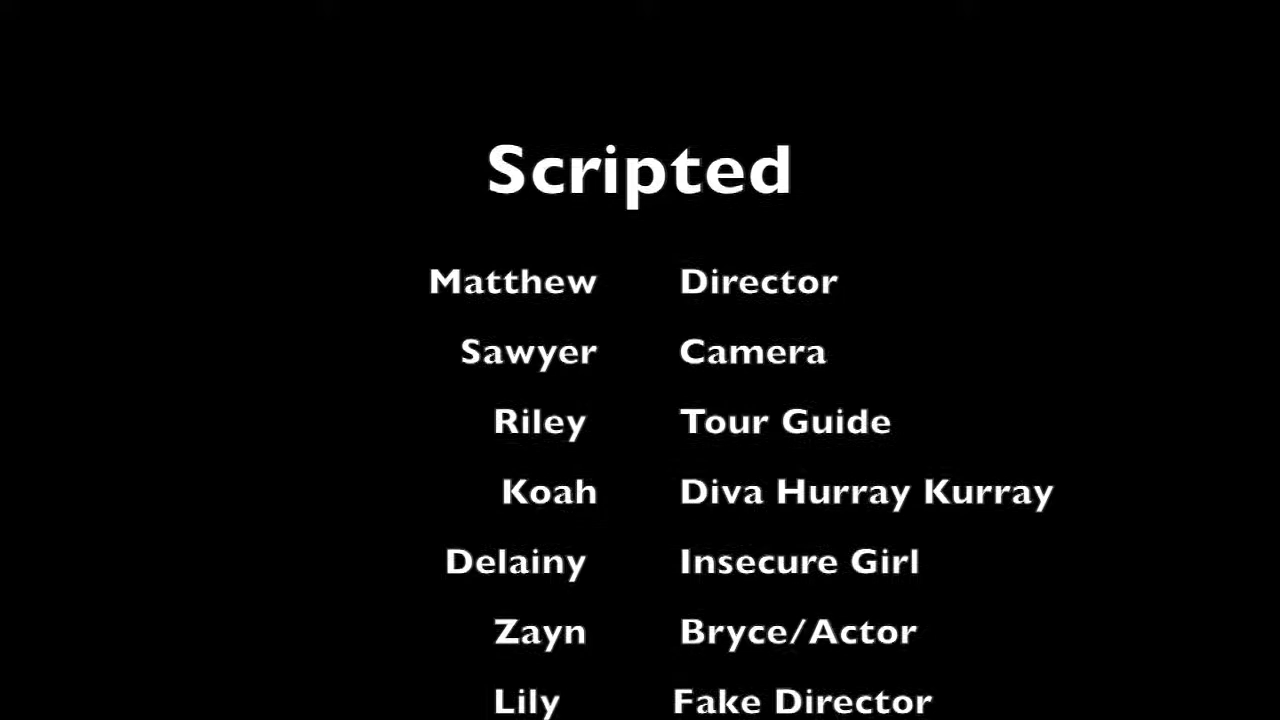 Scripted
Matthew Director
Sawyer Camera
Riley Tour Guide
Koah Diva Hurray Kurray
Delainy Insecure Girl
Zayn Bryce/Actor
Lily Fake Director